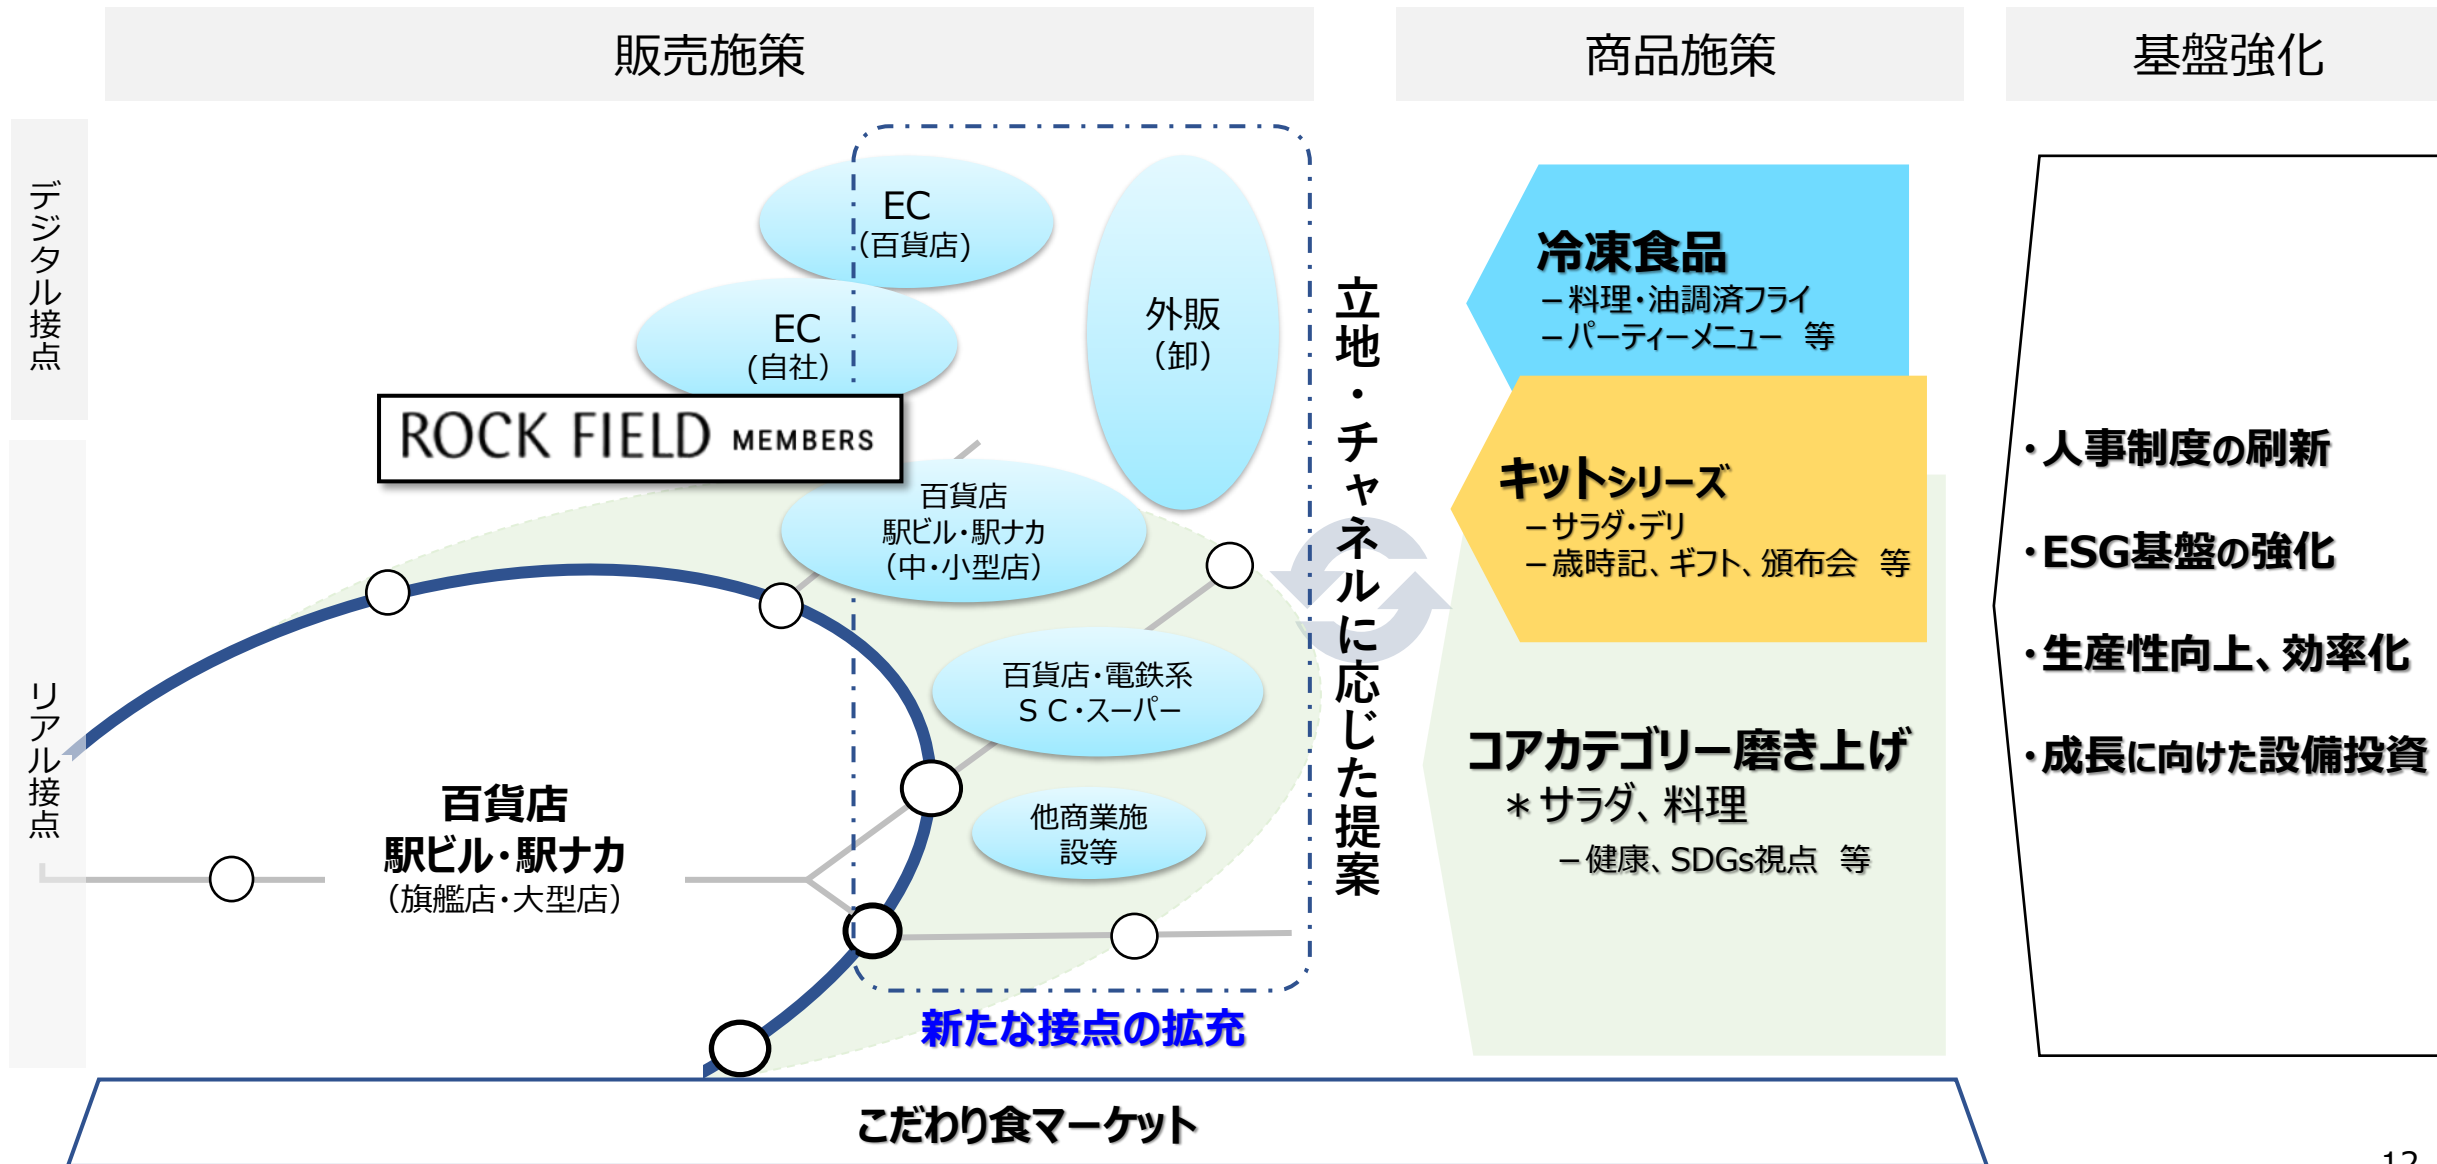 販売施策
商品施策
基盤強化
デジタル接点
リアル接点
EC
（百貨店）
EC
（自社）
ROCK FIELD MEMBERS
外販
（卸）
百貨店
駅ビル・駅ナカ
（中・小型店）
百貨店・電鉄系
ＳＣ・スーパー
他商業施
設等
百貨店
駅ビル・駅ナカ
（旗艦店・大型店）
新たな接点の拡充
立地・チャネルに応じた提案
冷凍食品
－料理・油調済フライ
－パーティーメニュー　等
キットシリーズ
－サラダ・デリ
－歳時記、ギフト、頒布会　等
コアカテゴリー磨き上げ
＊サラダ、料理
－健康、SDGs視点　等
・人事制度の刷新
・ESG基盤の強化
・生産性向上、効率化
・成長に向けた設備投資
こだわり食マーケット
12